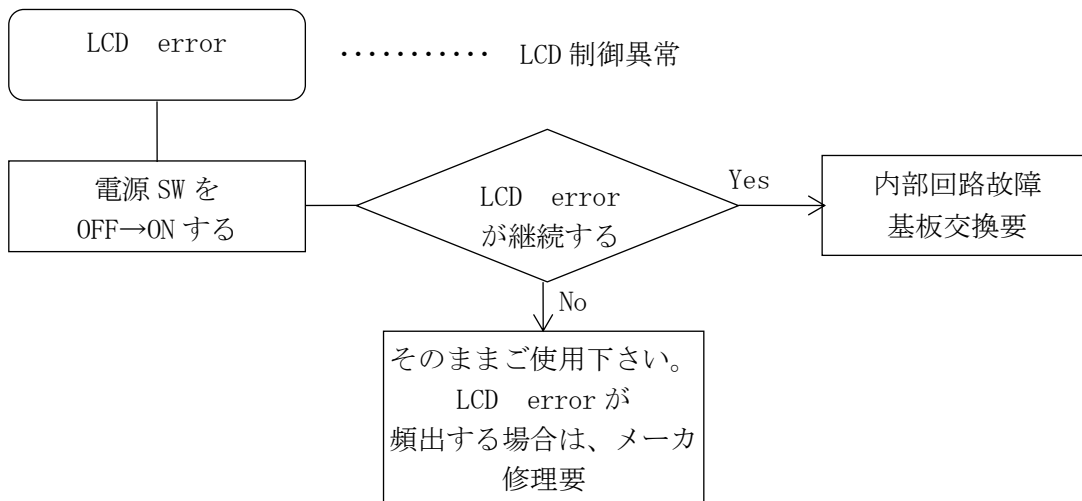 LCD error
・・・・・・・・・・・ LCD制御異常
電源SWを
OFF→ONする
LCD error
が継続する
Yes
内部回路故障
基板交換要
No
そのままご使用下さい。
LCD errorが
頻出する場合は、メーカ
修理要